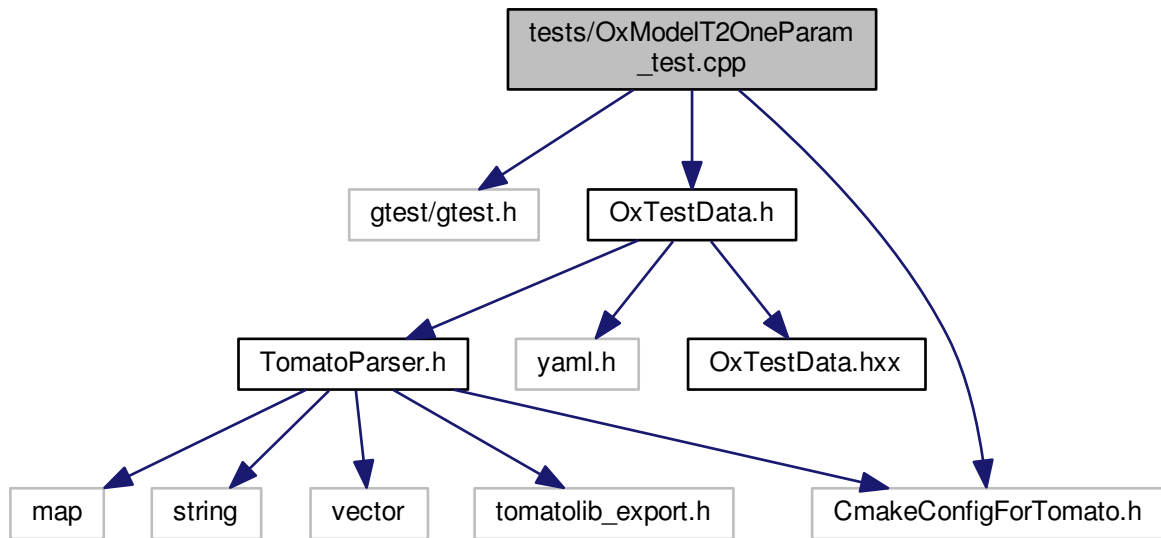 tests/OxModelT2OneParam
_test.cpp
gtest/gtest.h
OxTestData.h
TomatoParser.h
yaml.h
OxTestData.hxx
map
string
vector
tomatolib_export.h
CmakeConfigForTomato.h